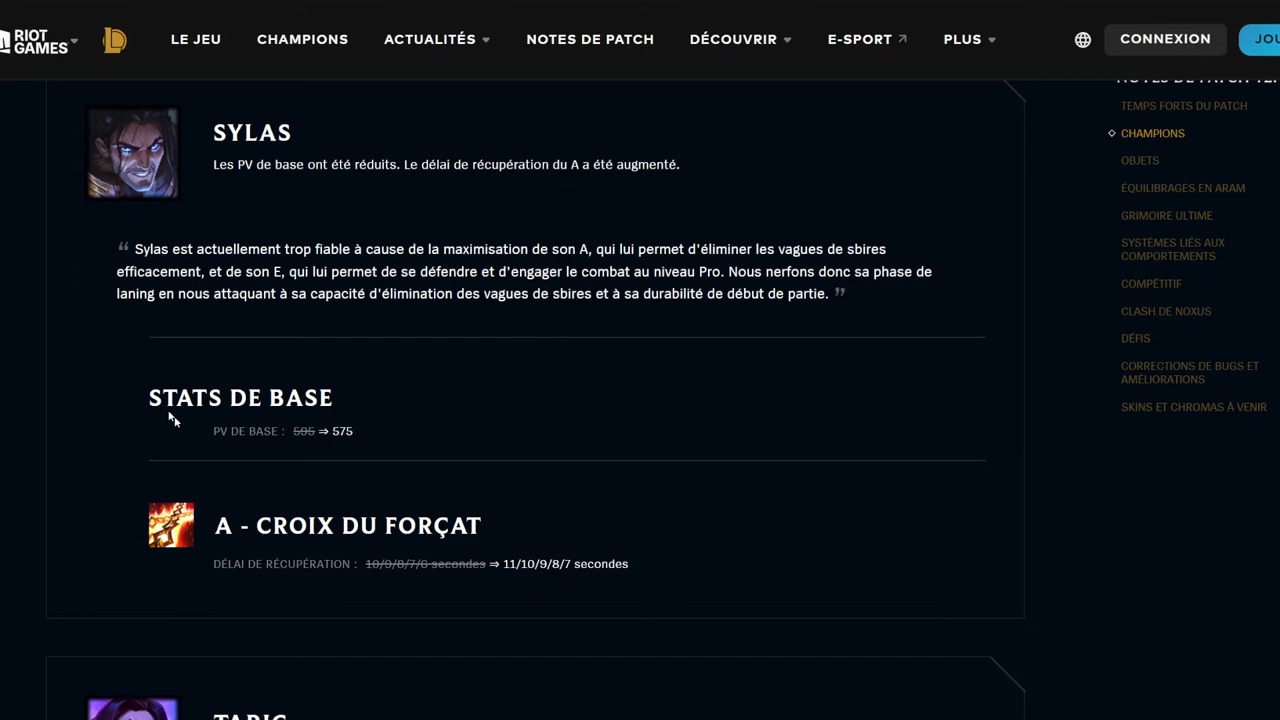 RIOT
GAMES
LE JEU
CHAMPIONS
ACTUALITÉS
NOTES DE PATCH
DÉCOUVRIR
E-SPORT
PLUS
CONNEXION
JOU
SYLAS
Les PV de base ont été réduits. Le délai de récupération du A a été augmenté.
“ Sylas est actuellement trop fiable à cause de la maximisation de son A, qui lui permet d'éliminer les vagues de sbires
efficacement, et de son E, qui lui permet de se défendre et d'engager le combat au niveau Pro. Nous nerfons donc sa phase de
laning en nous attaquant à sa capacité d’élimination des vagues de sbires et à sa durabilité de début de partie. ”
STATS DE BASE
PV DE BASE : 595 ⇒ 575
A - CROIX DU FORÇAT
DÉLAI DE RÉCUPÉRATION : 10/9/8/7/6 secondes ⇒ 11/10/9/8/7 secondes
TARIC
NOTES DE PATCH
TEMPS FORTS DU PATCH
CHAMPIONS
OBJETS
ÉQUILIBRAGES EN ARAM
GRIMOIRE ULTIME
SYSTÈMES LIÉS AUX
COMPORTEMENTS
COMPÉTITIF
CLASH DE NOXUS
DÉFIS
CORRECTIONS DE BUGS ET
AMÉLIORATIONS
SKINS ET CHROMAS À VENIR